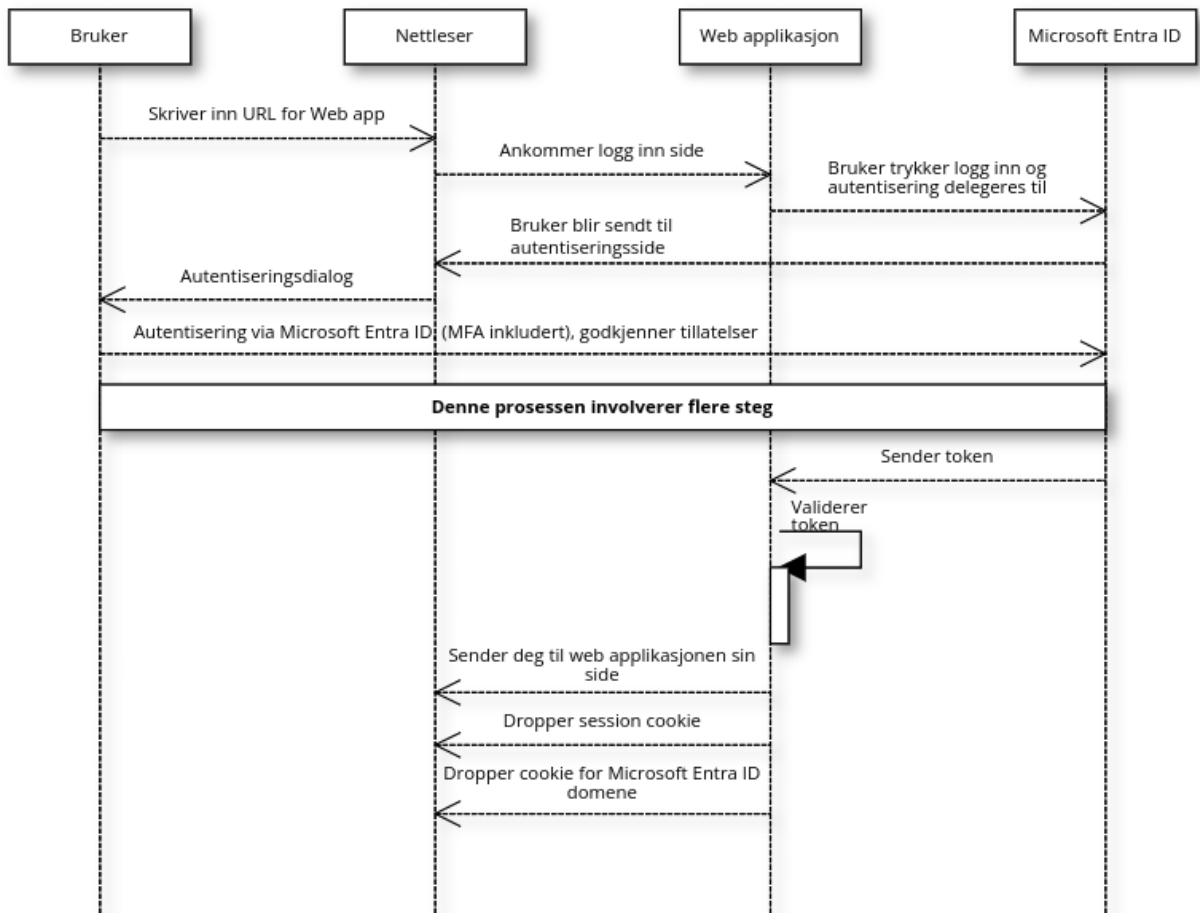 Bruker
Nettleser
Web applikasjon
Microsoft Entra ID
Skriver inn URL for Web app
Ankommer logg inn side
Bruker trykker logg inn og
autentisering delegeres til
Bruker blir sendt til
autentiseringsside
Autentiseringsdialog
Autentisering via Microsoft Entra ID (MFA inkludert), godkjenner tillatelser
Denne prosessen involverer flere steg
Sender token
Validerer
token
Sender deg til web applikasjonen sin
side
Dropper session cookie
Dropper cookie for Microsoft Entra ID
domene